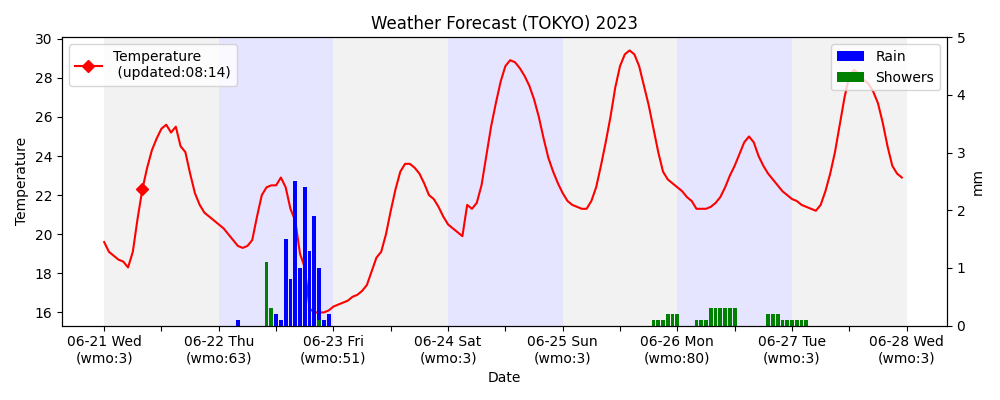 Weather Forecast (TOKYO) 2023
Temperature
(updated:08:14)
Rain
Showers
30
28
26
24
22
20
18
16
Temperature
5
4
3
2
1
0
mm
06-21 Wed
(wmo:3)
06-22 Thu
(wmo:63)
06-23 Fri
(wmo:51)
06-24 Sat
(wmo:3)
06-25 Sun
(wmo:3)
06-26 Mon
(wmo:80)
06-27 Tue
(wmo:3)
06-28 Wed
(wmo:3)
Date